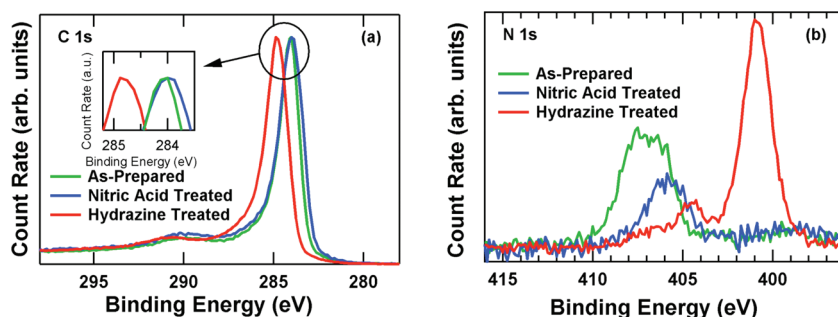 C 1s
(a)
Count Rate (arb. units)
Count Rate (a.u.)
285 284
Binding Energy (eV)
As-Prepared
Nitric Acid Treated
Hydrazine Treated
295 290 285 280
Binding Energy (eV)
N 1s
(b)
Count Rate (arb. units)
As-Prepared
Nitric Acid Treated
Hydrazine Treated
415 410 405 400
Binding Energy (eV)